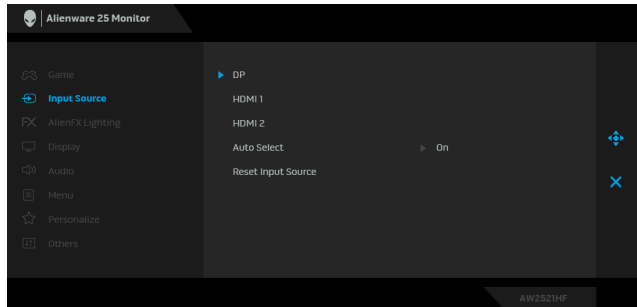 Alienware 25 Monitor
Game
Input Source
FX AlienFX Lighting
Display
Audio
Menu
Personalize
Others
DP
HDMI 1
HDMI 2
Auto Select On
Reset Input Source
AW2521HF